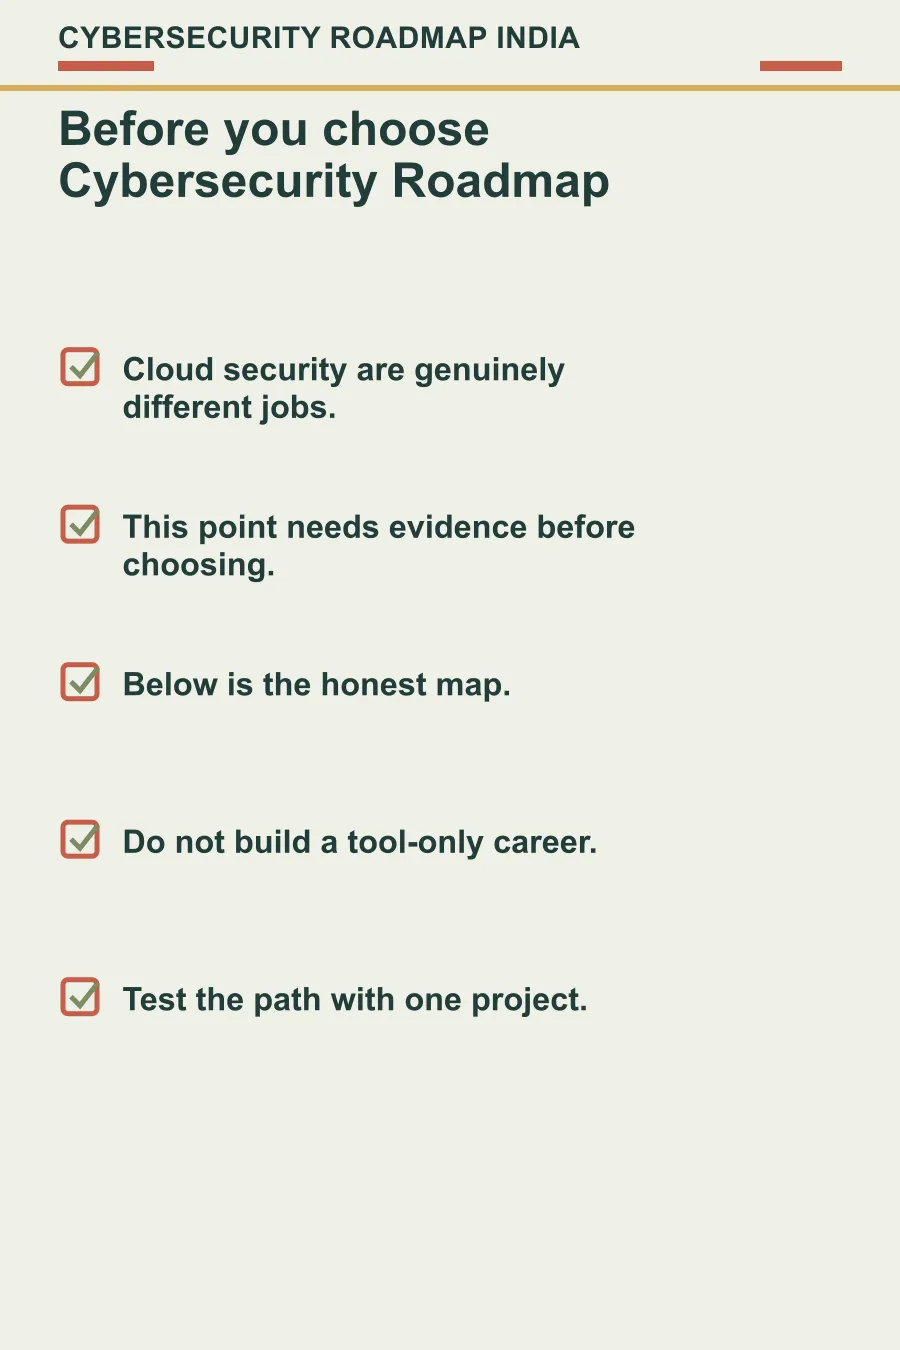 CYBERSECURITY ROADMAP INDIA
Before you choose
Cybersecurity Roadmap
Cloud security are genuinely
different jobs.
This point needs evidence before
choosing.
Below is the honest map.
Do not build a tool-only career.
Test the path with one project.